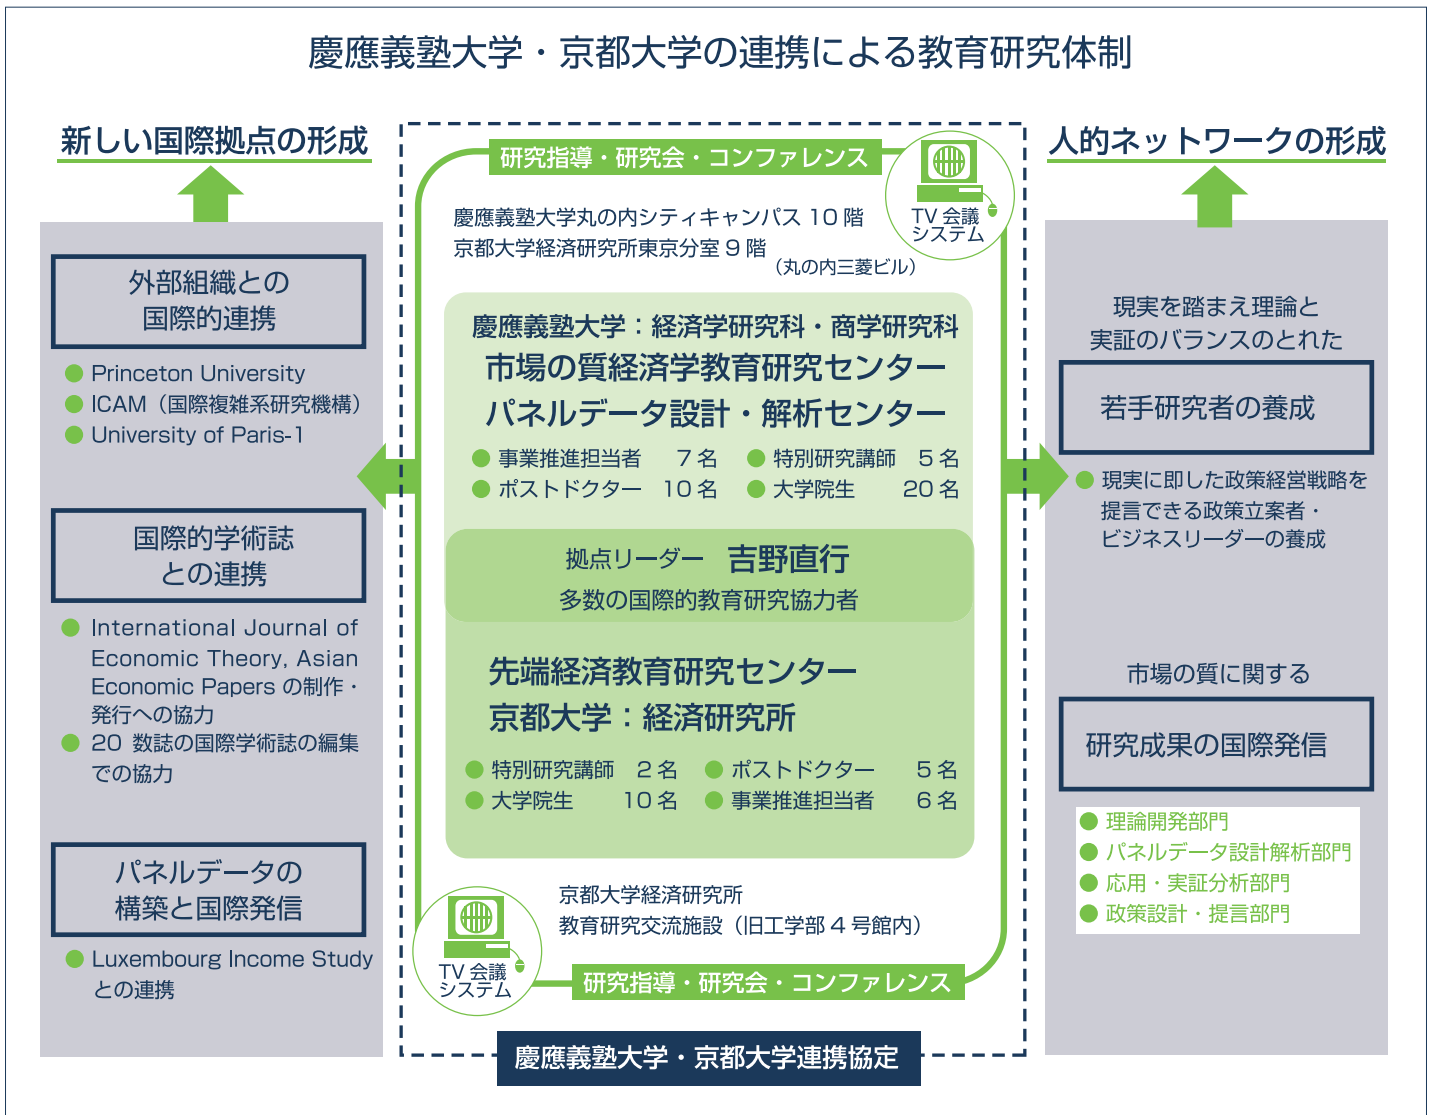 慶應義塾大学・京都大学の連携による教育研究体制
新しい国際拠点の形成
外部組織との
国際的連携
● Princeton University
● ICAM（国際複雑系研究機構）
● University of Paris-1
国際的学術誌
との連携
● International Journal of
Economic Theory, Asian
Economic Papers の制作・
発行への協力
● 20 数誌の国際学術誌の編集
での協力
パネルデータの
構築と国際発信
● Luxembourg Income Study
との連携
研究指導・研究会・コンファレンス
TV 会議
システム
慶應義塾大学丸の内シティキャンパス 10 階
京都大学経済研究所東京分室 9 階
（丸の内三菱ビル）
慶應義塾大学：経済学研究科・商学研究科
市場の質経済学教育研究センター
パネルデータ設計・解析センター
● 事業推進担当者 7 名 ● 特別研究講師 5 名
● ポストドクター 10 名 ● 大学院生 20 名
拠点リーダー 吉野直行
多数の国際的教育研究協力者
先端経済教育研究センター
京都大学：経済研究所
● 特別研究講師 2 名 ● ポストドクター 5 名
● 大学院生 10 名 ● 事業推進担当者 6 名
京都大学経済研究所
教育研究交流施設（旧工学部 4 号館内）
TV 会議
システム
研究指導・研究会・コンファレンス
慶應義塾大学・京都大学連携協定
人的ネットワークの形成
現実を踏まえ理論と
実証のバランスのとれた
若手研究者の養成
● 現実に即した政策経営戦略を
提言できる政策立案者・
ビジネスリーダーの養成
市場の質に関する
研究成果の国際発信
● 理論開発部門
● パネルデータ設計解析部門
● 応用・実証分析部門
● 政策設計・提言部門